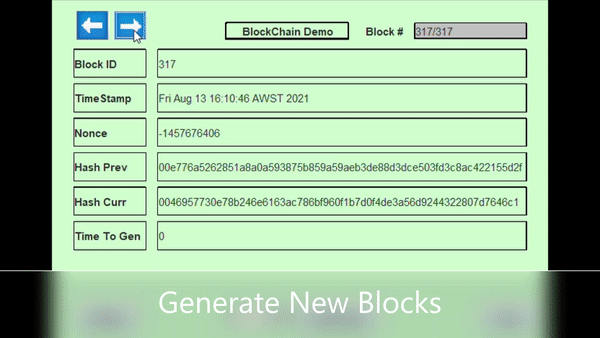 BlockChain Demo Block # 317/317
Block ID 317
TimeStamp Fri Aug 13 16:10:46 AWST 2021
Nonce -1457676406
Hash Prev 00e776a5262851a8a0a593875b859a59aeb3de88d3dce503fd3c8ac422155d2f
Hash Curr 0046957730e78b246e6163ac786bf960f1b7d0f4de3a56d9244322807d7646c1
Time To Gen 0
Generate New Blocks